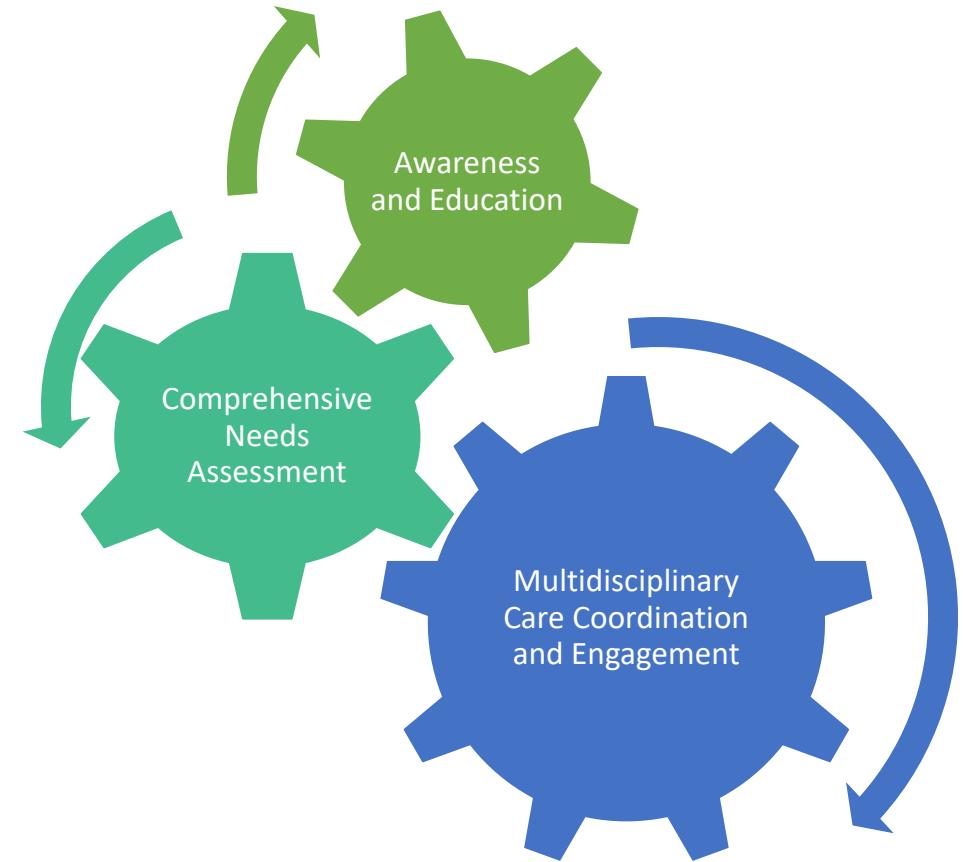 Awareness
and Education
Comprehensive
Needs
Assessment
Multidisciplinary
Care Coordination
and Engagement